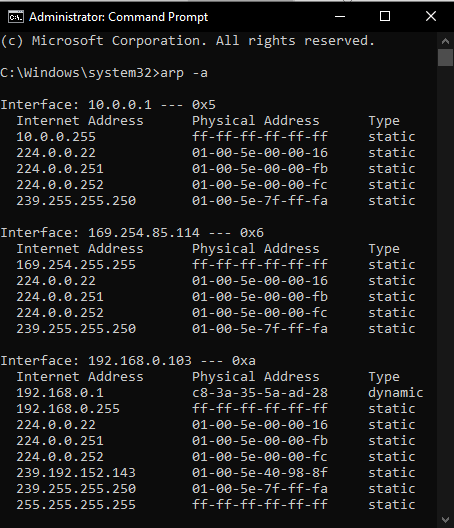 Administrator: Command Prompt
(c) Microsoft Corporation. All rights reserved.
C:\Windows\system32>arp -a
Interface: 10.0.0.1 --- 0x5
Internet Address Physical Address Type
10.0.0.255 ff-ff-ff-ff-ff-ff static
224.0.0.22 01-00-5e-00-00-16 static
224.0.0.251 01-00-5e-00-00-fb static
224.0.0.252 01-00-5e-00-00-fc static
239.255.255.250 01-00-5e-7f-ff-fa static
Interface: 169.254.85.114 --- 0x6
Internet Address Physical Address Type
169.254.255.255 ff-ff-ff-ff-ff-ff static
224.0.0.22 01-00-5e-00-00-16 static
224.0.0.251 01-00-5e-00-00-fb static
224.0.0.252 01-00-5e-00-00-fc static
239.255.255.250 01-00-5e-7f-ff-fa static
Interface: 192.168.0.103 --- 0xa
Internet Address Physical Address Type
192.168.0.1 c8-3a-35-5a-ad-28 dynamic
192.168.0.255 ff-ff-ff-ff-ff-ff static
224.0.0.22 01-00-5e-00-00-16 static
224.0.0.251 01-00-5e-00-00-fb static
224.0.0.252 01-00-5e-00-00-fc static
239.192.152.143 01-00-5e-40-98-8f static
239.255.255.250 01-00-5e-7f-ff-fa static
255.255.255.255 ff-ff-ff-ff-ff-ff static